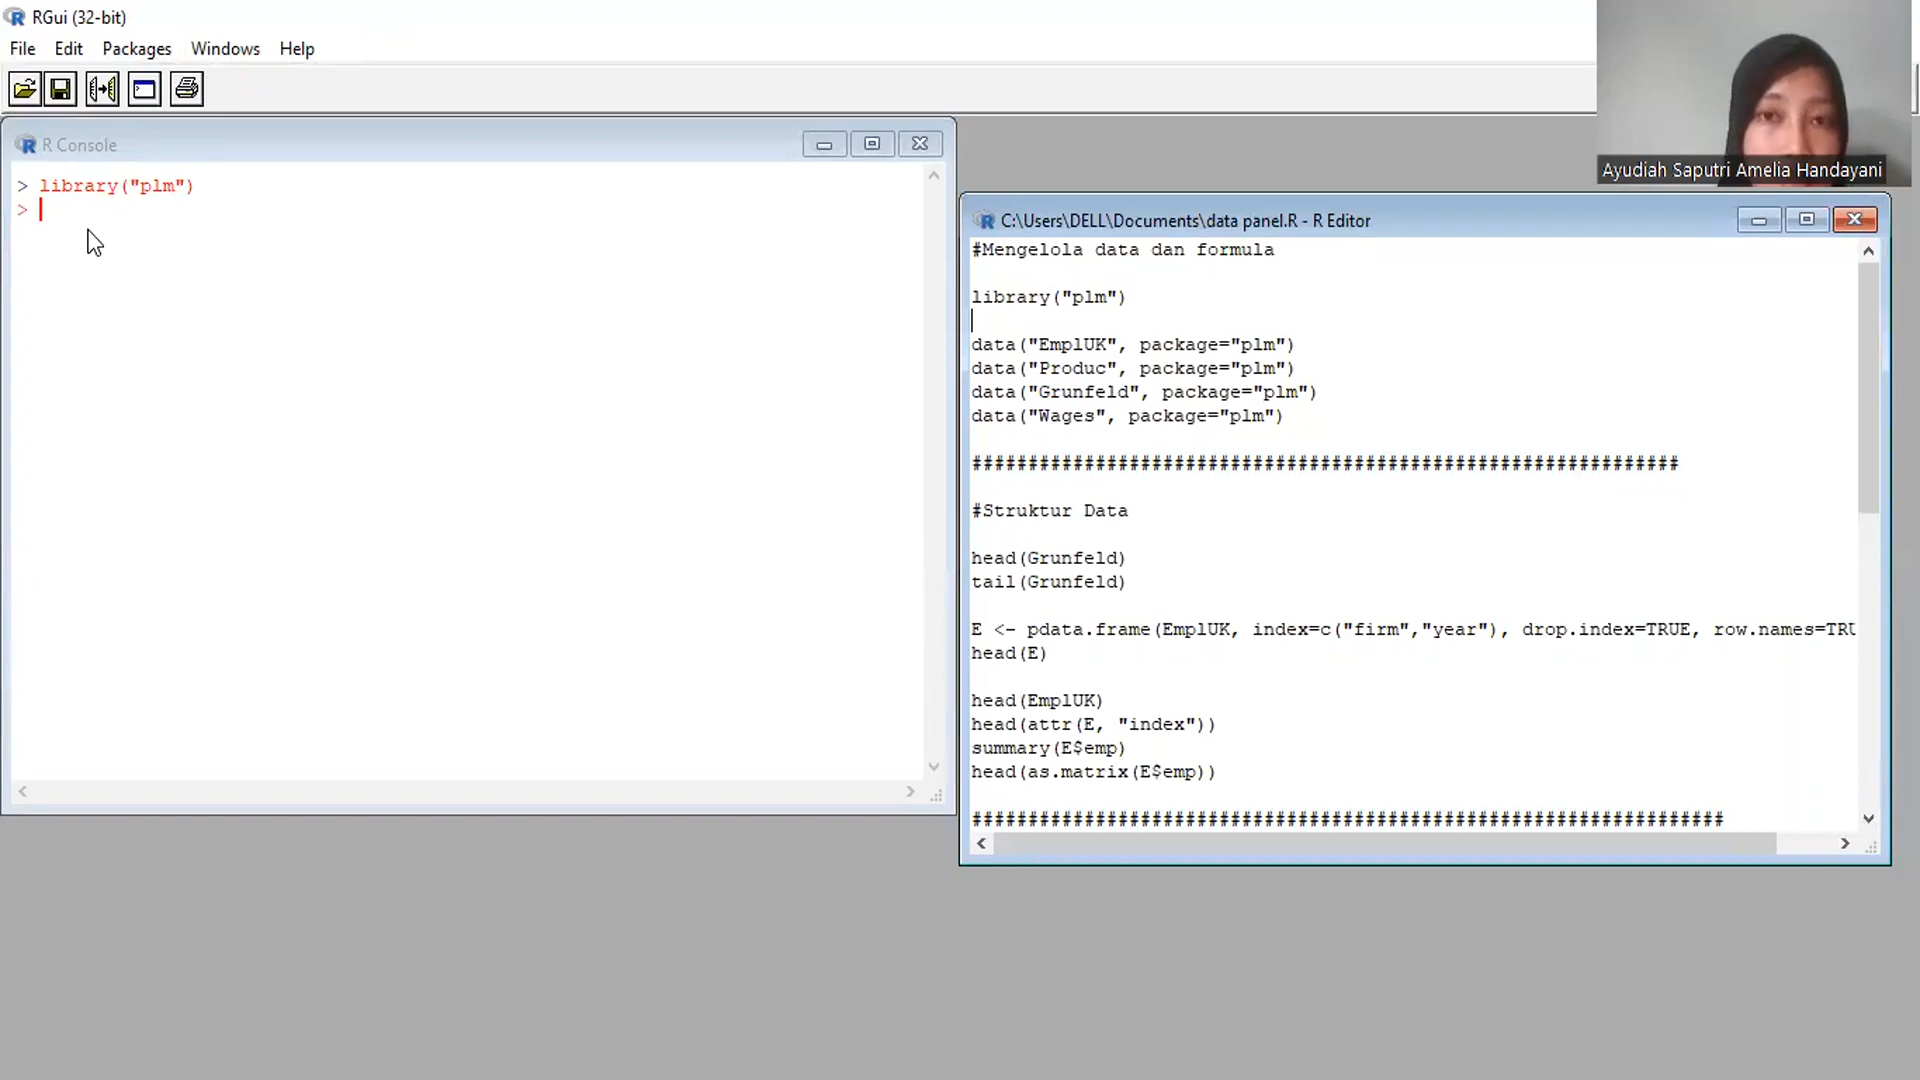 RGui (32-bit)
File Edit Packages Windows Help
Ayudiah Saputri Amelia Handayani
R Console
> library("plm")
>
C:\Users\DELL\Documents\data panel.R - R Editor
#Mengelola data dan formula
library("plm")
data("EmplUK", package="plm")
data("Produc", package="plm")
data("Grunfeld", package="plm")
data("Wages", package="plm")
################################################################
#Struktur Data
head(Grunfeld)
tail(Grunfeld)
E <- pdata.frame(EmplUK, index=c("firm","year"), drop.index=TRUE, row.names=TRU
head(E)
head(EmplUK)
head(attr(E, "index"))
summary(E$emp)
head(as.matrix(E$emp))
####################################################################